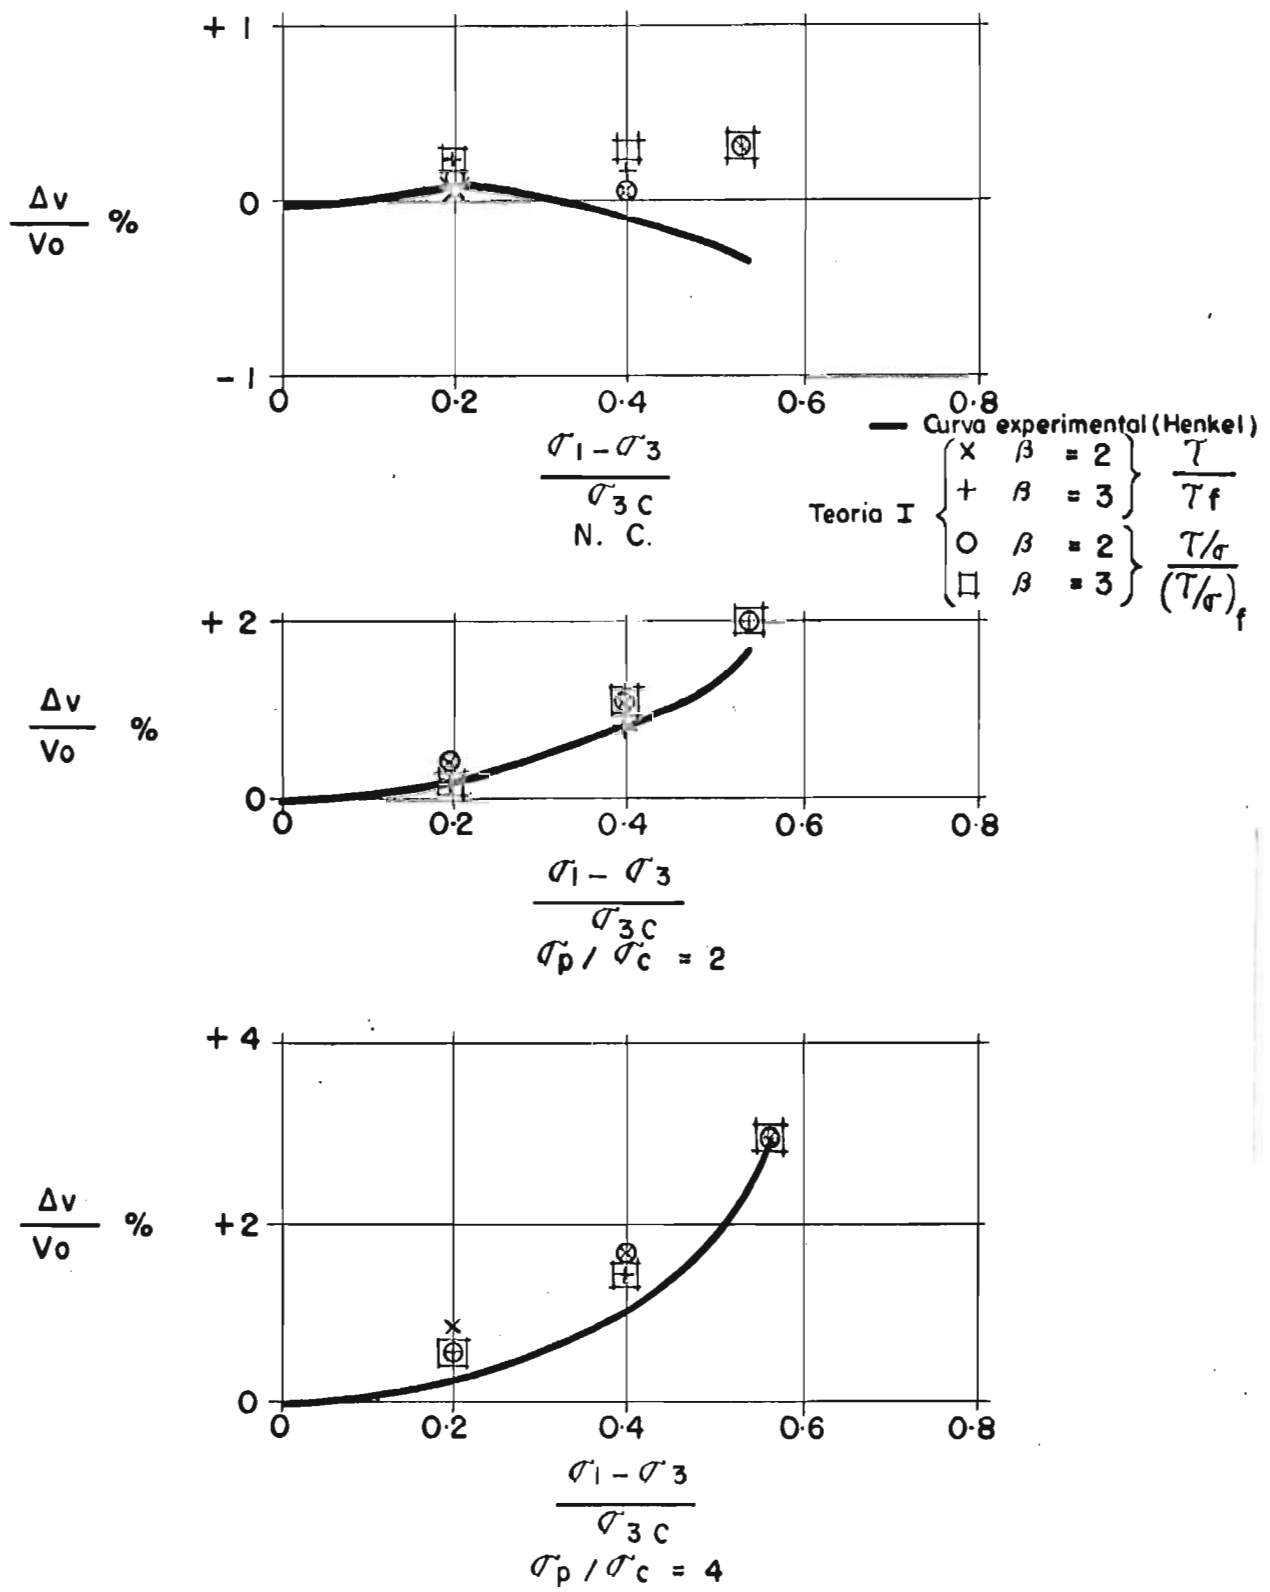 + 1
Δv
Vo
%
0
- 1
0 0.2 0.4 0.6 0.8
σ1 - σ3
σ3C
N. C.
Curva experimental (Henkel)
Teoria I
× β = 2
+ β = 3
τ
τf
○ β = 2
□ β = 3
τ/σ
(τ/σ)f
+ 2
Δv
Vo
%
0
0 0.2 0.4 0.6 0.8
σ1 - σ3
σ3C
σp / σc = 2
+ 4
Δv
Vo
%
+2
0
0 0.2 0.4 0.6 0.8
σ1 - σ3
σ3C
σp / σc = 4